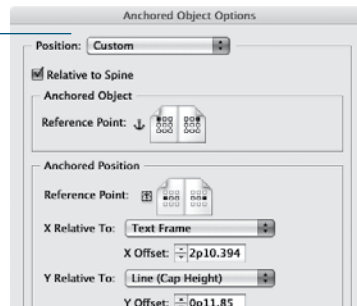 Anchored Object Options
Position: Custom
Relative to Spine
Anchored Object
Reference Point:
Anchored Position
Reference Point:
X Relative To: Text Frame
X Offset: 2p10.394
Y Relative To: Line (Cap Height)
Y Offset: 0p11.85